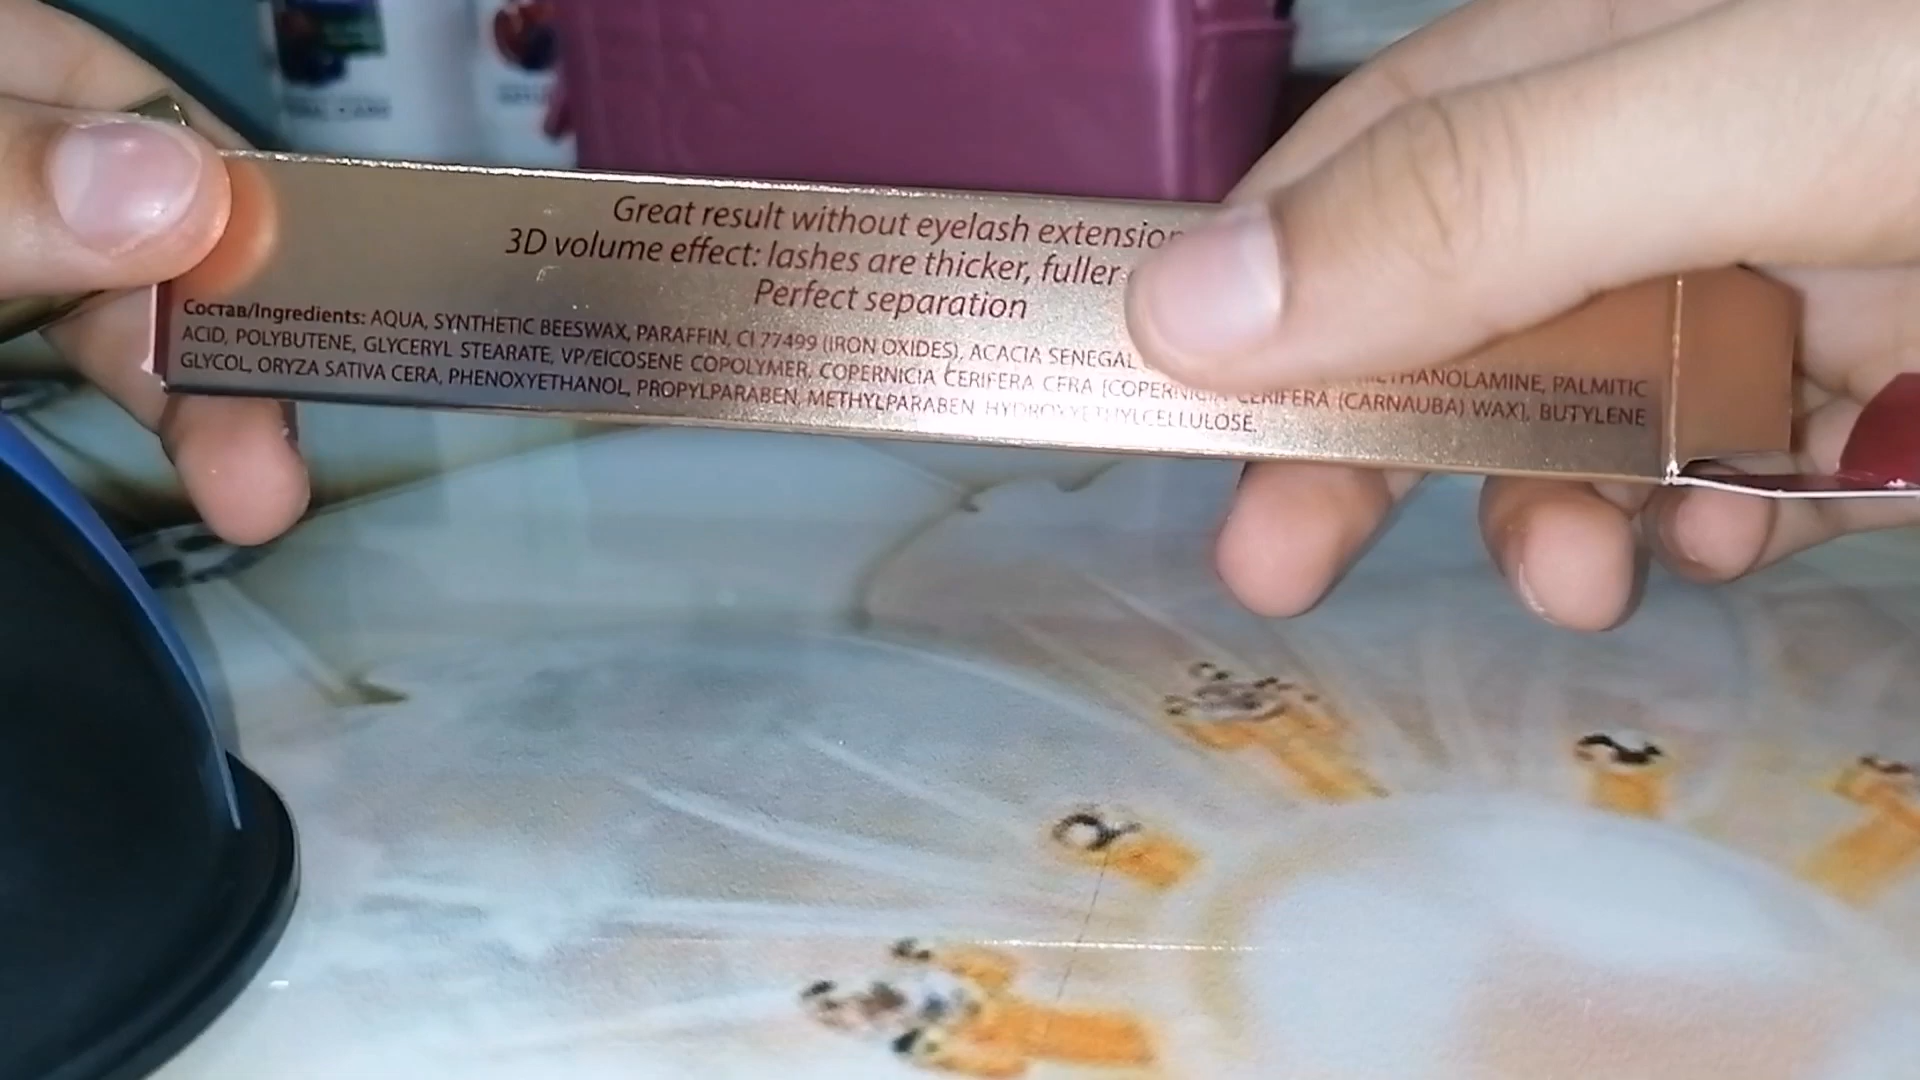 Great result without eyelash extension
3D volume effect: lashes are thicker, fuller
Perfect separation
Состав/Ingredients: AQUA, SYNTHETIC BEESWAX, PARAFFIN, CI 77499 (IRON OXIDES), ACACIA SENEGAL PALMITIC
ACID, POLYBUTENE, GLYCERYL STEARATE, VP/EICOSENE COPOLYMER, COPERNICIA CERIFERA CERA [COPERNICIA CERIFERA (CARNAUBA) WAX], BUTYLENE
GLYCOL, ORYZA SATIVA CERA, PHENOXYETHANOL, PROPYLPARABEN, METHYLPARABEN HYDROXYETHYLCELLULOSE.